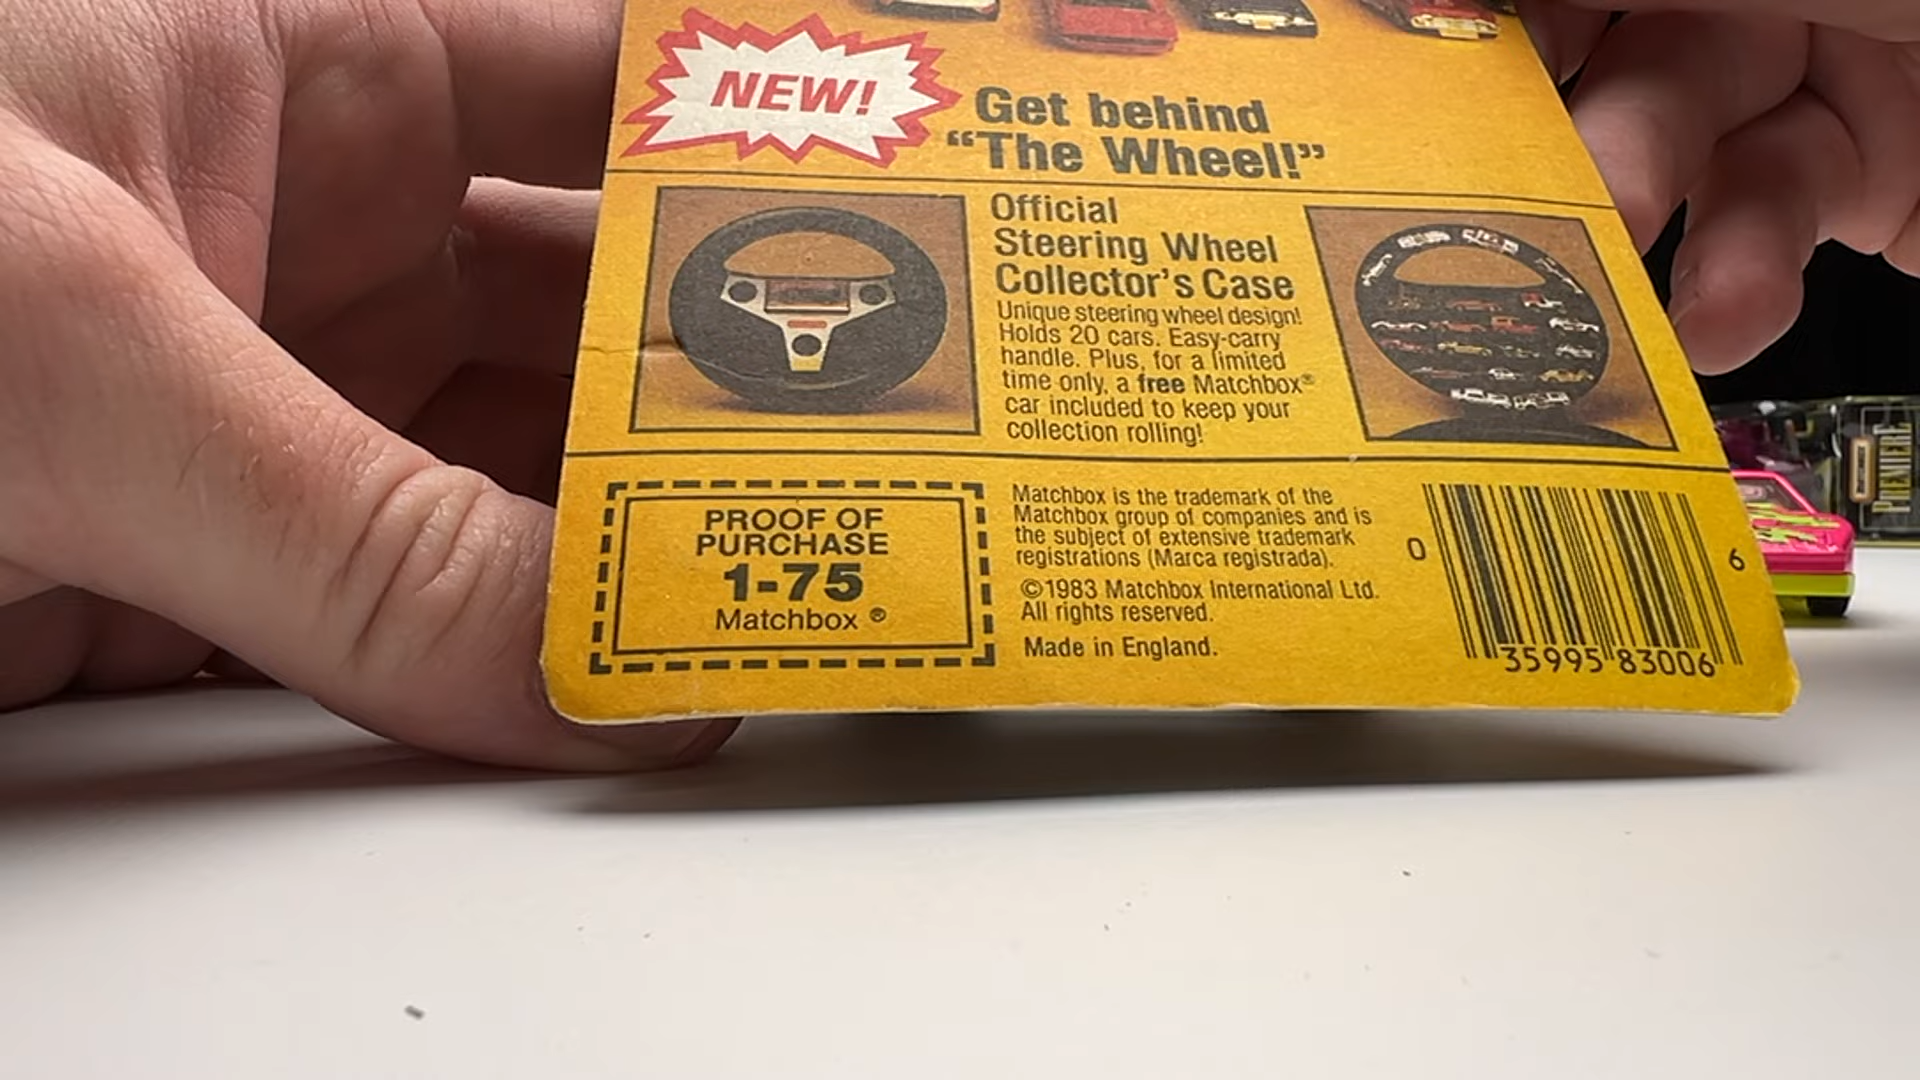 NEW!
Get behind
“The Wheel!”
Official
Steering Wheel
Collector's Case
Unique steering wheel design!
Holds 20 cars. Easy-carry
handle. Plus, for a limited
time only, a free Matchbox®
car included to keep your
collection rolling!
PROOF OF
PURCHASE
1-75
Matchbox ®
Matchbox is the trademark of the
Matchbox group of companies and is
the subject of extensive trademark
registrations (Marca registrada).
©1983 Matchbox International Ltd.
All rights reserved.
Made in England.
0 35995 83006 6
PREMIERE